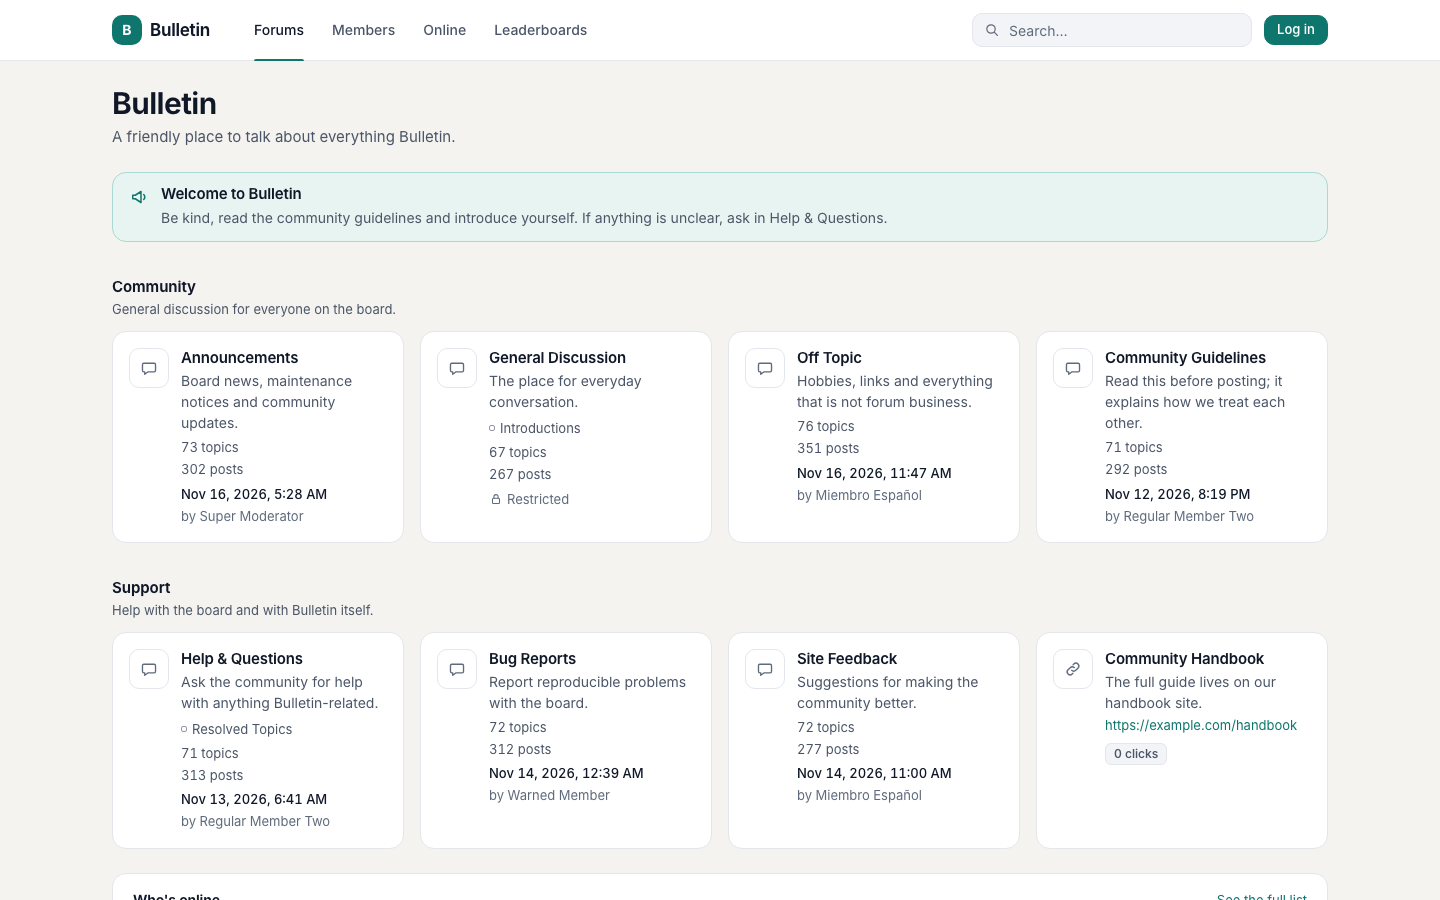 B Bulletin
Forums
Members
Online
Leaderboards
Search...
Log in
Bulletin
A friendly place to talk about everything Bulletin.
Welcome to Bulletin
Be kind, read the community guidelines and introduce yourself. If anything is unclear, ask in Help & Questions.
Community
General discussion for everyone on the board.
Announcements
Board news, maintenance
notices and community
updates.
73 topics
302 posts
Nov 16, 2026, 5:28 AM
by Super Moderator
General Discussion
The place for everyday
conversation.
Introductions
67 topics
267 posts
Restricted
Off Topic
Hobbies, links and everything
that is not forum business.
76 topics
351 posts
Nov 16, 2026, 11:47 AM
by Miembro Español
Community Guidelines
Read this before posting; it
explains how we treat each
other.
71 topics
292 posts
Nov 12, 2026, 8:19 PM
by Regular Member Two
Support
Help with the board and with Bulletin itself.
Help & Questions
Ask the community for help
with anything Bulletin-related.
Resolved Topics
71 topics
313 posts
Nov 13, 2026, 6:41 AM
by Regular Member Two
Bug Reports
Report reproducible problems
with the board.
72 topics
312 posts
Nov 14, 2026, 12:39 AM
by Warned Member
Site Feedback
Suggestions for making the
community better.
72 topics
277 posts
Nov 14, 2026, 11:00 AM
by Miembro Español
Community Handbook
The full guide lives on our
handbook site.
https://example.com/handbook
0 clicks
Who's online
See the full list